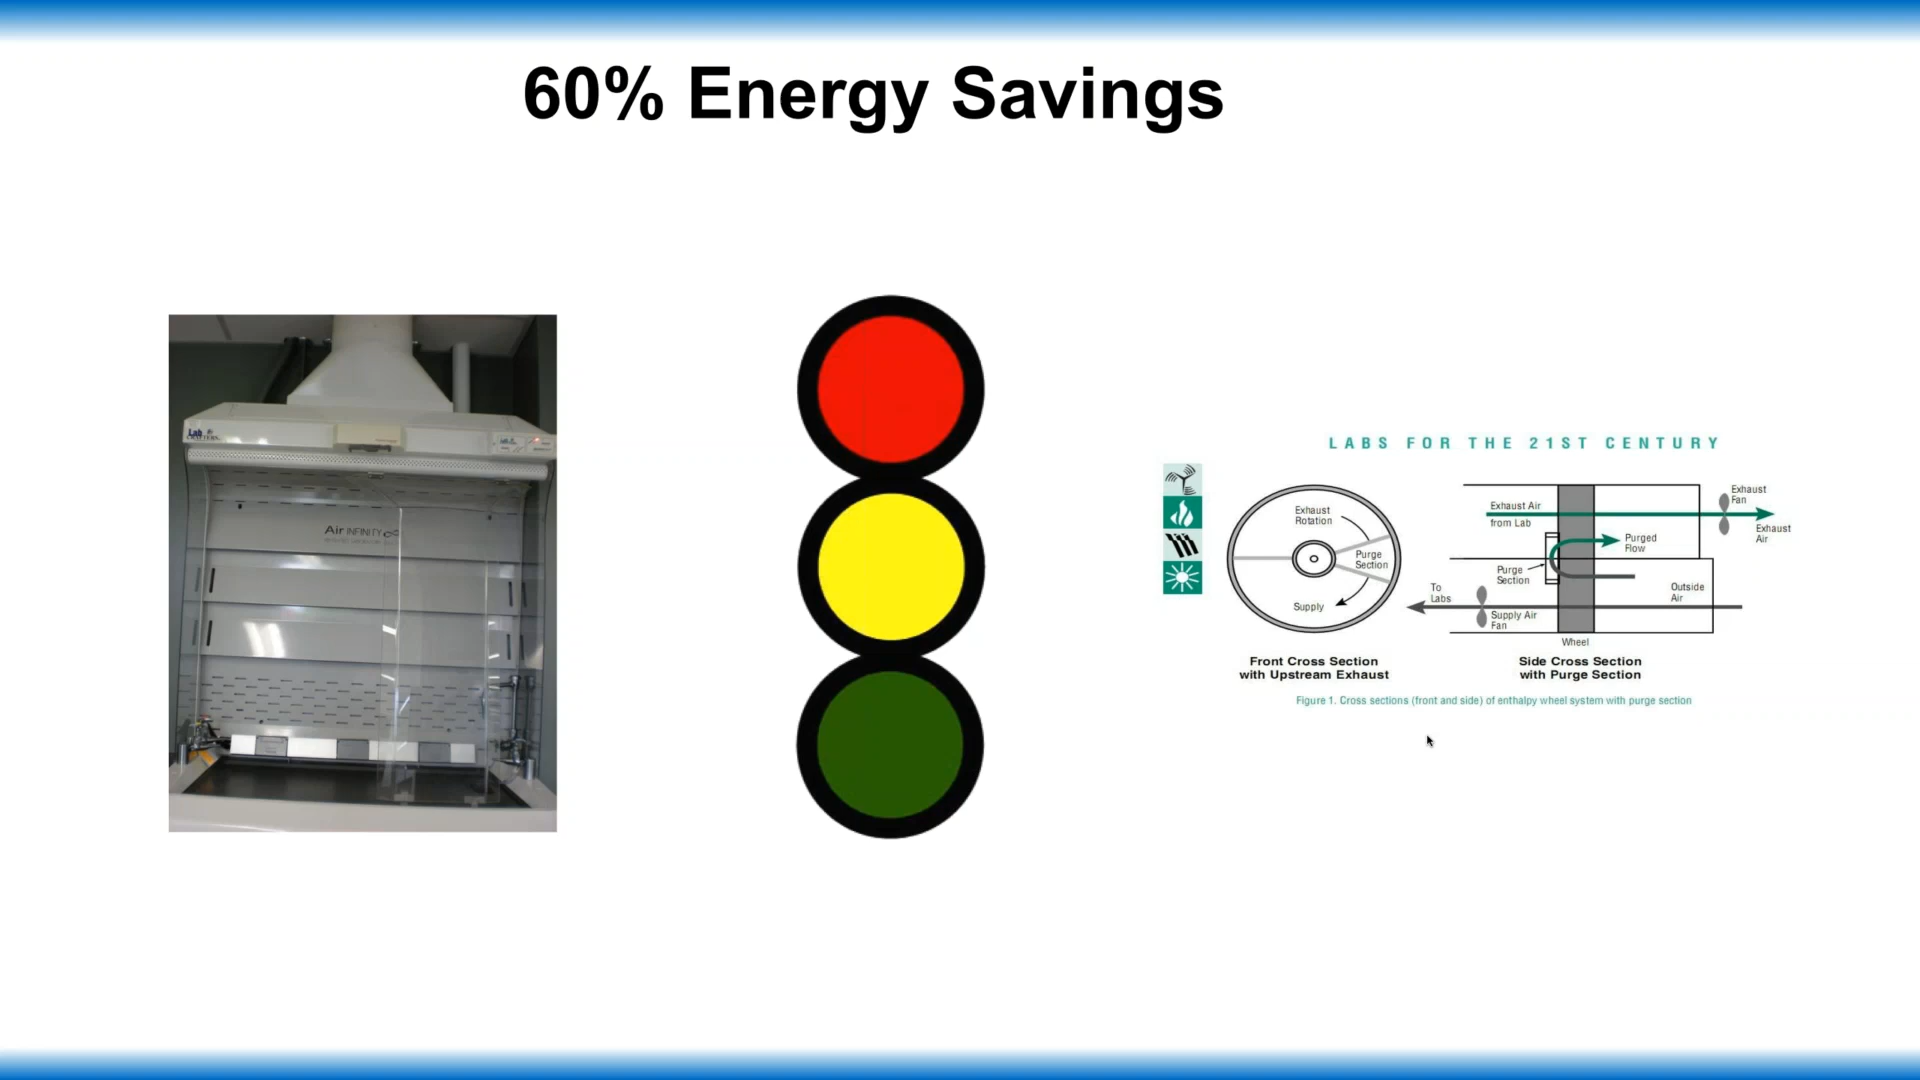 60% Energy Savings
Lab
CRAFTERS
Air INFINITY
LABS FOR THE 21ST CENTURY
Exhaust
Rotation
Purge
Section
Supply
Front Cross Section
with Upstream Exhaust
Exhaust Air
from Lab
Exhaust
Fan
Exhaust
Air
Purged
Flow
Purge
Section
To
Labs
Outside
Air
Supply Air
Fan
Wheel
Side Cross Section
with Purge Section
Figure 1. Cross sections (front and side) of enthalpy wheel system with purge section